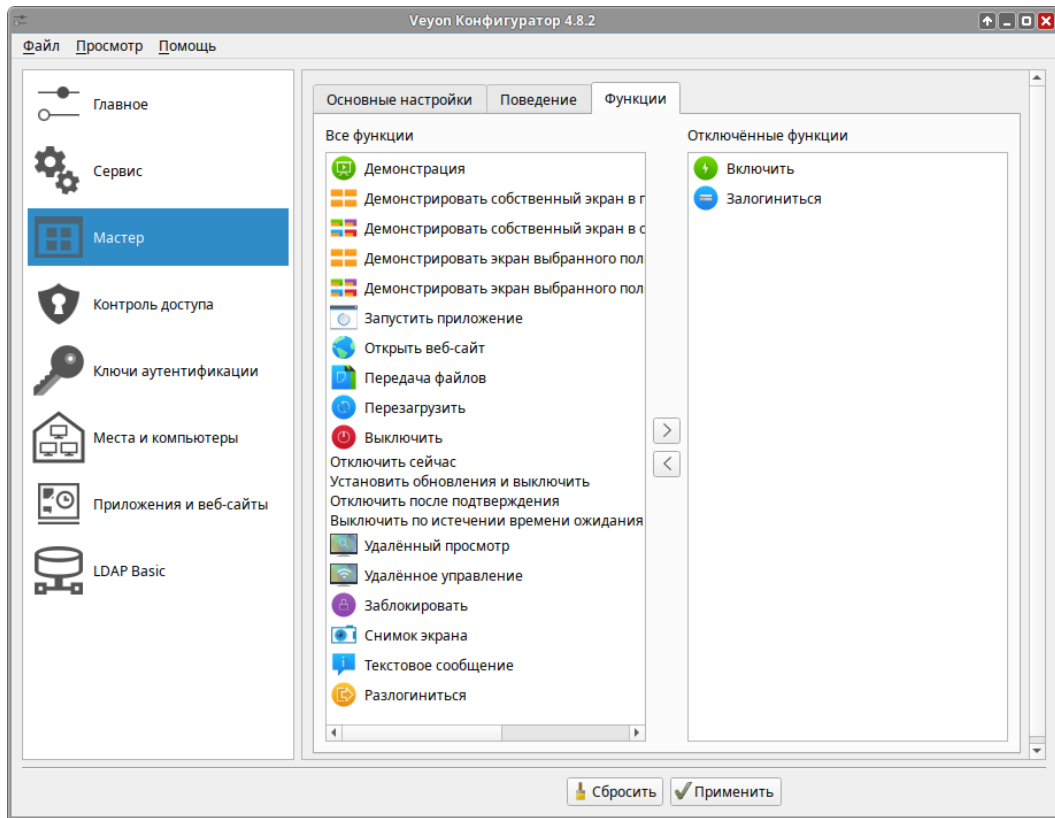 Veyon Конфигуратор 4.8.2
Файл Просмотр Помощь
Главное
Сервис
Мастер
Контроль доступа
Ключи аутентификации
Места и компьютеры
Приложения и веб-сайты
LDAP Basic
Основные настройки Поведение Функции
Все функции
Демонстрация
Демонстрировать собственный экран в п
Демонстрировать собственный экран в о
Демонстрировать экран выбранного пол
Демонстрировать экран выбранного пол
Запустить приложение
Открыть веб-сайт
Передача файлов
Перезагрузить
Выключить
Отключить сейчас
Установить обновления и выключить
Отключить после подтверждения
Выключить по истечении времени ожидания
Удалённый просмотр
Удалённое управление
Заблокировать
Снимок экрана
Текстовое сообщение
Разлогиниться
Отключённые функции
Включить
Залогиниться
Сбросить Применить